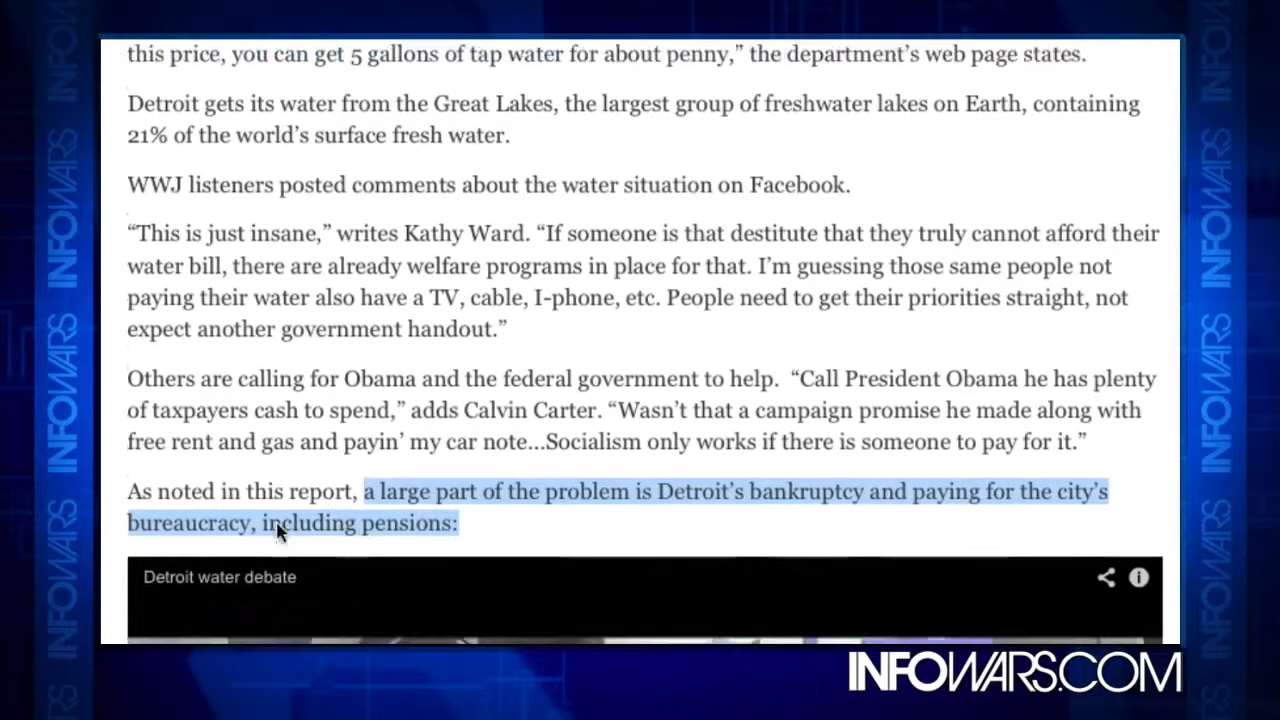 this price, you can get 5 gallons of tap water for about penny,” the department’s web page states.
Detroit gets its water from the Great Lakes, the largest group of freshwater lakes on Earth, containing
21% of the world’s surface fresh water.
WWJ listeners posted comments about the water situation on Facebook.
“This is just insane,” writes Kathy Ward. “If someone is that destitute that they truly cannot afford their
water bill, there are already welfare programs in place for that. I’m guessing those same people not
paying their water also have a TV, cable, I-phone, etc. People need to get their priorities straight, not
expect another government handout.”
Others are calling for Obama and the federal government to help.  “Call President Obama he has plenty
of taxpayers cash to spend,” adds Calvin Carter. “Wasn’t that a campaign promise he made along with
free rent and gas and payin’ my car note...Socialism only works if there is someone to pay for it.”
As noted in this report, a large part of the problem is Detroit’s bankruptcy and paying for the city’s
bureaucracy, including pensions:
Detroit water debate
INFOWARS.COM
INFOWARS
INFOWARS
INFOWARS
INFOWARS
INFOWARS
INFOWARS